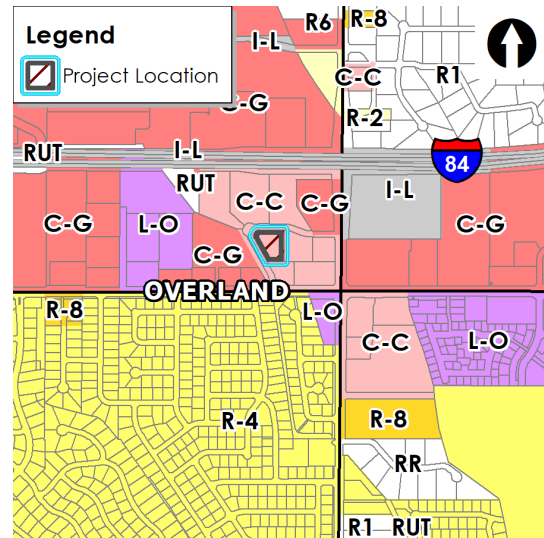 Legend
Project Location
R6
R-8
I-L
C-C
R1
C-G
R-2
RUT
I-L
84
RUT
I-L
C-C
C-G
C-G
L-O
C-G
C-G
OVERLAND
R-8
L-O
C-C
L-O
R-4
R-8
RR
R1
RUT